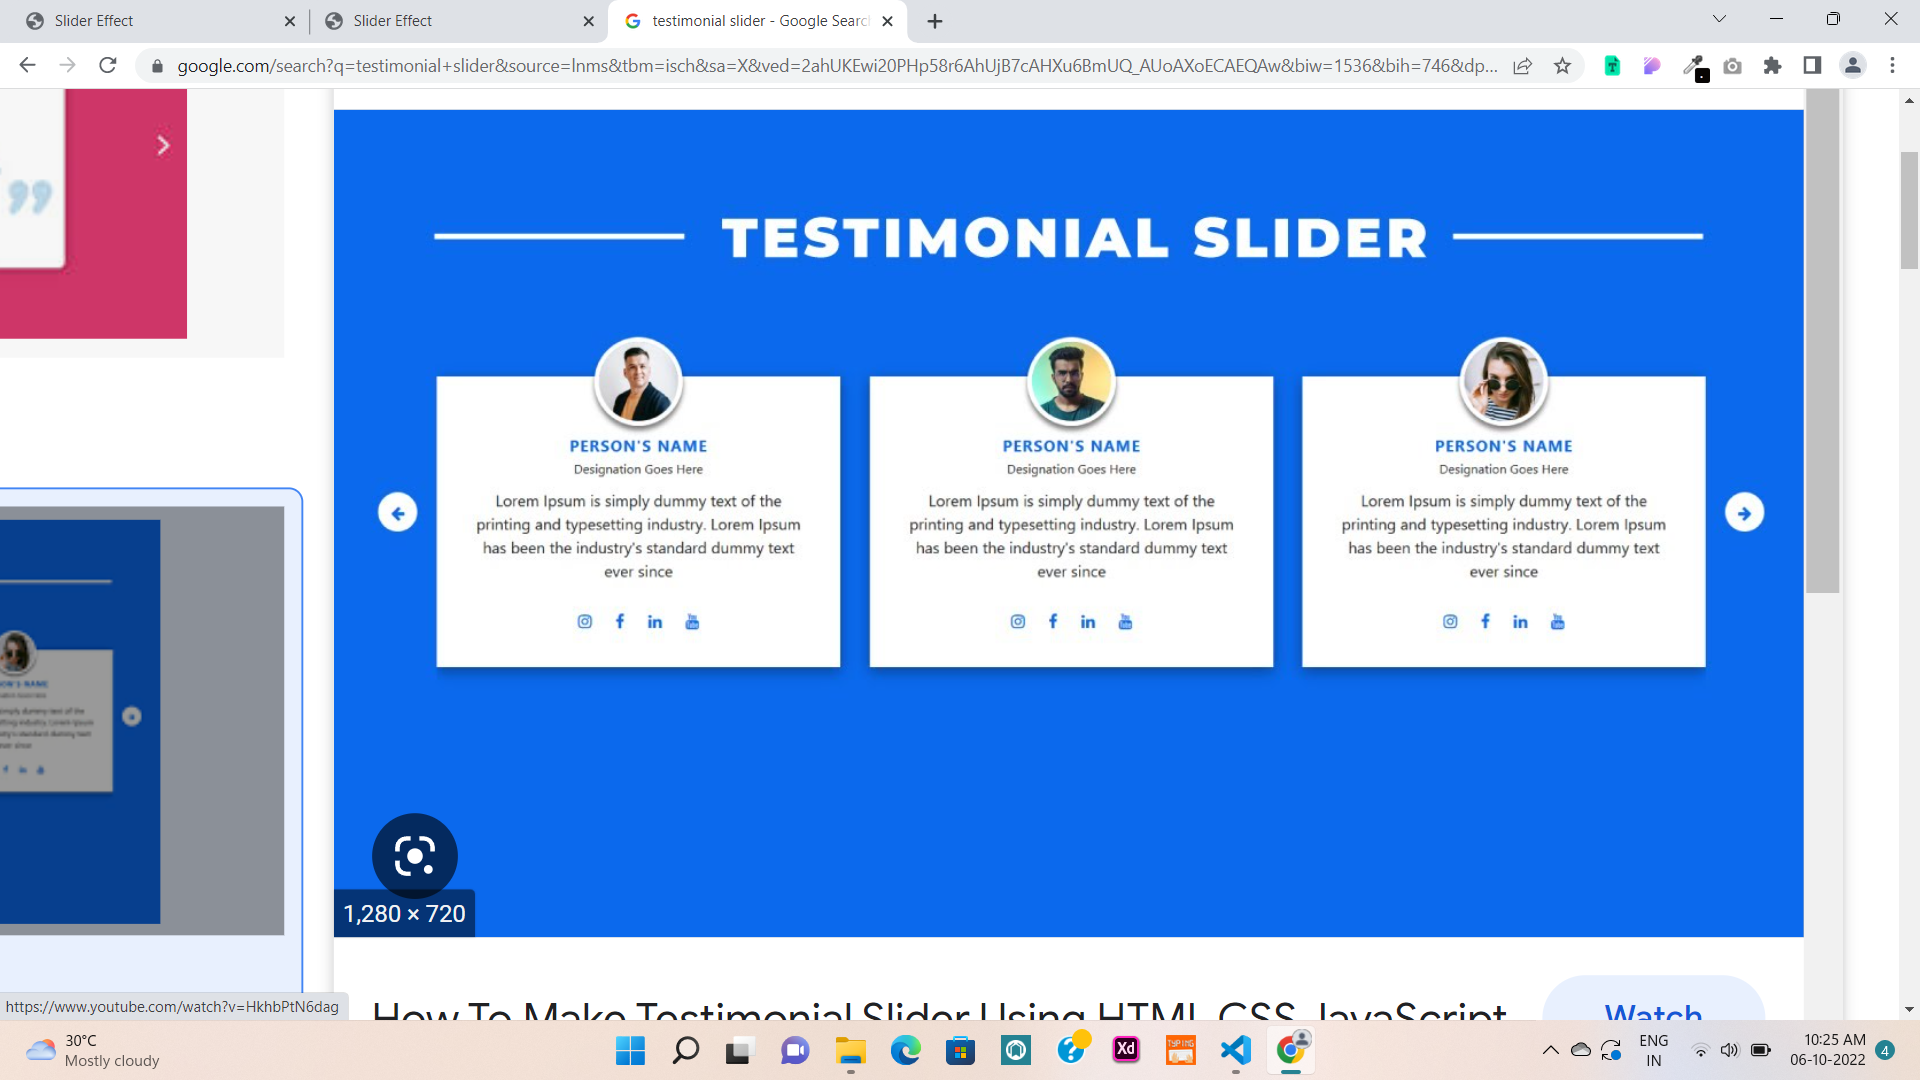 Slider Effect
Slider Effect
testimonial slider - Google Searc
google.com/search?q=testimonial+slider&source=lnms&tbm=isch&sa=X&ved=2ahUKEwi20PHp58r6AhUjB7cAHXu6BmUQ_AUoAXoECAEQAw&biw=1536&bih=746&dp...
TESTIMONIAL SLIDER
PERSON'S NAME
Designation Goes Here
Lorem Ipsum is simply dummy text of the
printing and typesetting industry. Lorem Ipsum
has been the industry's standard dummy text
ever since
PERSON'S NAME
Designation Goes Here
Lorem Ipsum is simply dummy text of the
printing and typesetting industry. Lorem Ipsum
has been the industry's standard dummy text
ever since
PERSON'S NAME
Designation Goes Here
Lorem Ipsum is simply dummy text of the
printing and typesetting industry. Lorem Ipsum
has been the industry's standard dummy text
ever since
1,280 × 720
How To Make Testimonial Slider Using HTML CSS JavaScript
Watch
https://www.youtube.com/watch?v=HkhbPtN6dag
30°C
Mostly cloudy
Xd
TYPING
ENG
IN
10:25 AM
06-10-2022
4